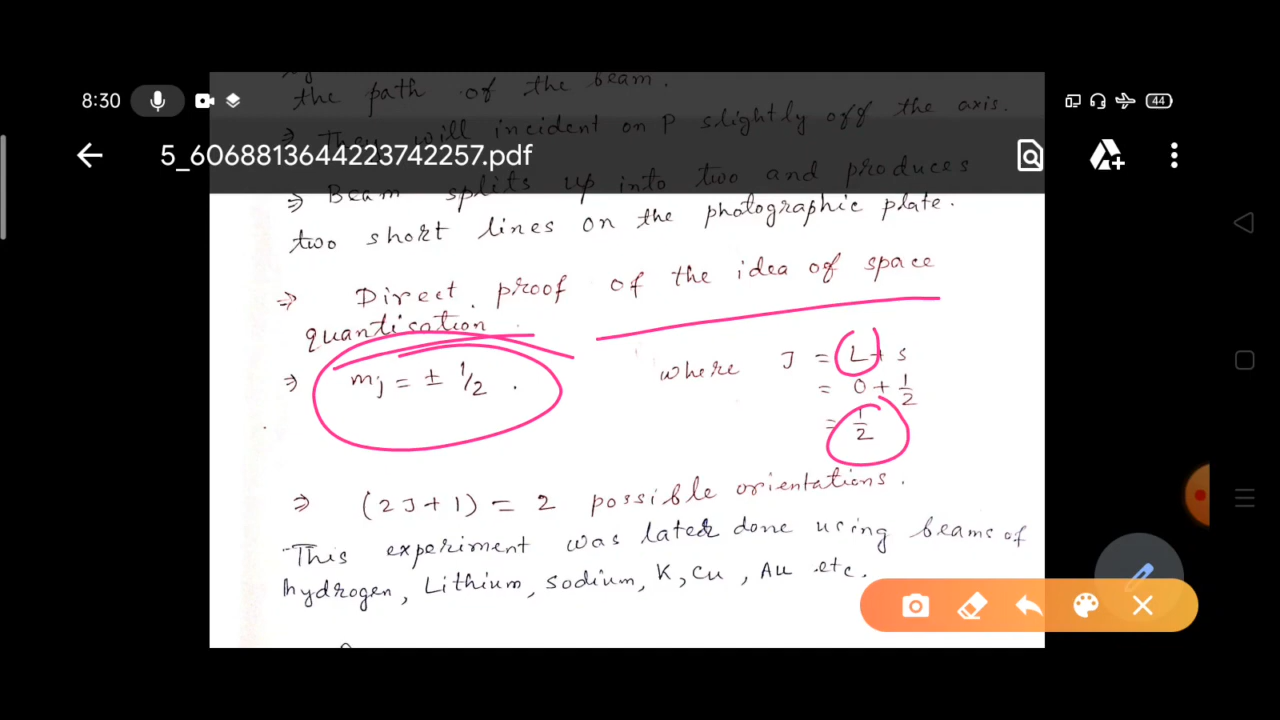 the path of the beam.
8:30
44
⇒ They will incident on P slightly off the axis.
5_6068813644223742257.pdf
⇒ Beam splits up into two and produces
two short lines on the photographic plate.
⇒ Direct proof of the idea of space
quantisation
⇒ mj = ± 1/2 .
where J = L + s
= 0 + 1/2
= 1/2
⇒ (2J+1) = 2 possible orientations.
This experiment was later done using beams of
hydrogen, Lithium, sodium, K, Cu, Au etc.